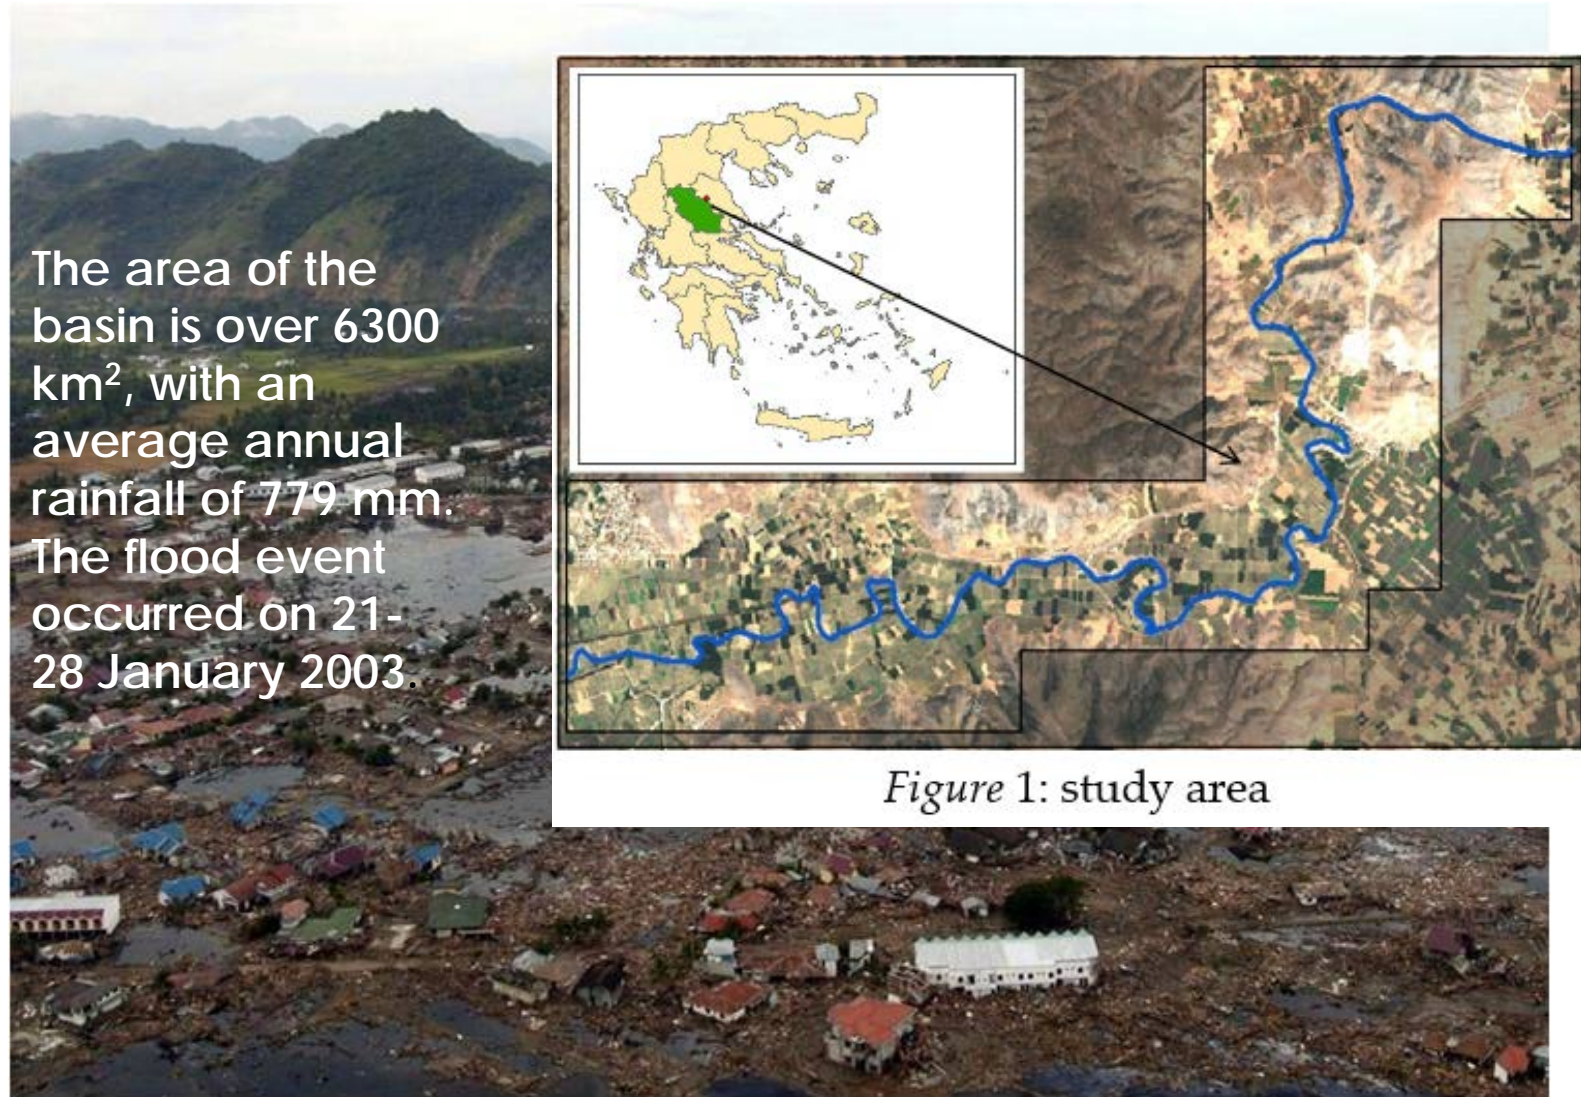 The area of the
basin is over 6300
km², with an
average annual
rainfall of 779 mm.
The flood event
occurred on 21-
28 January 2003.
Figure 1: study area